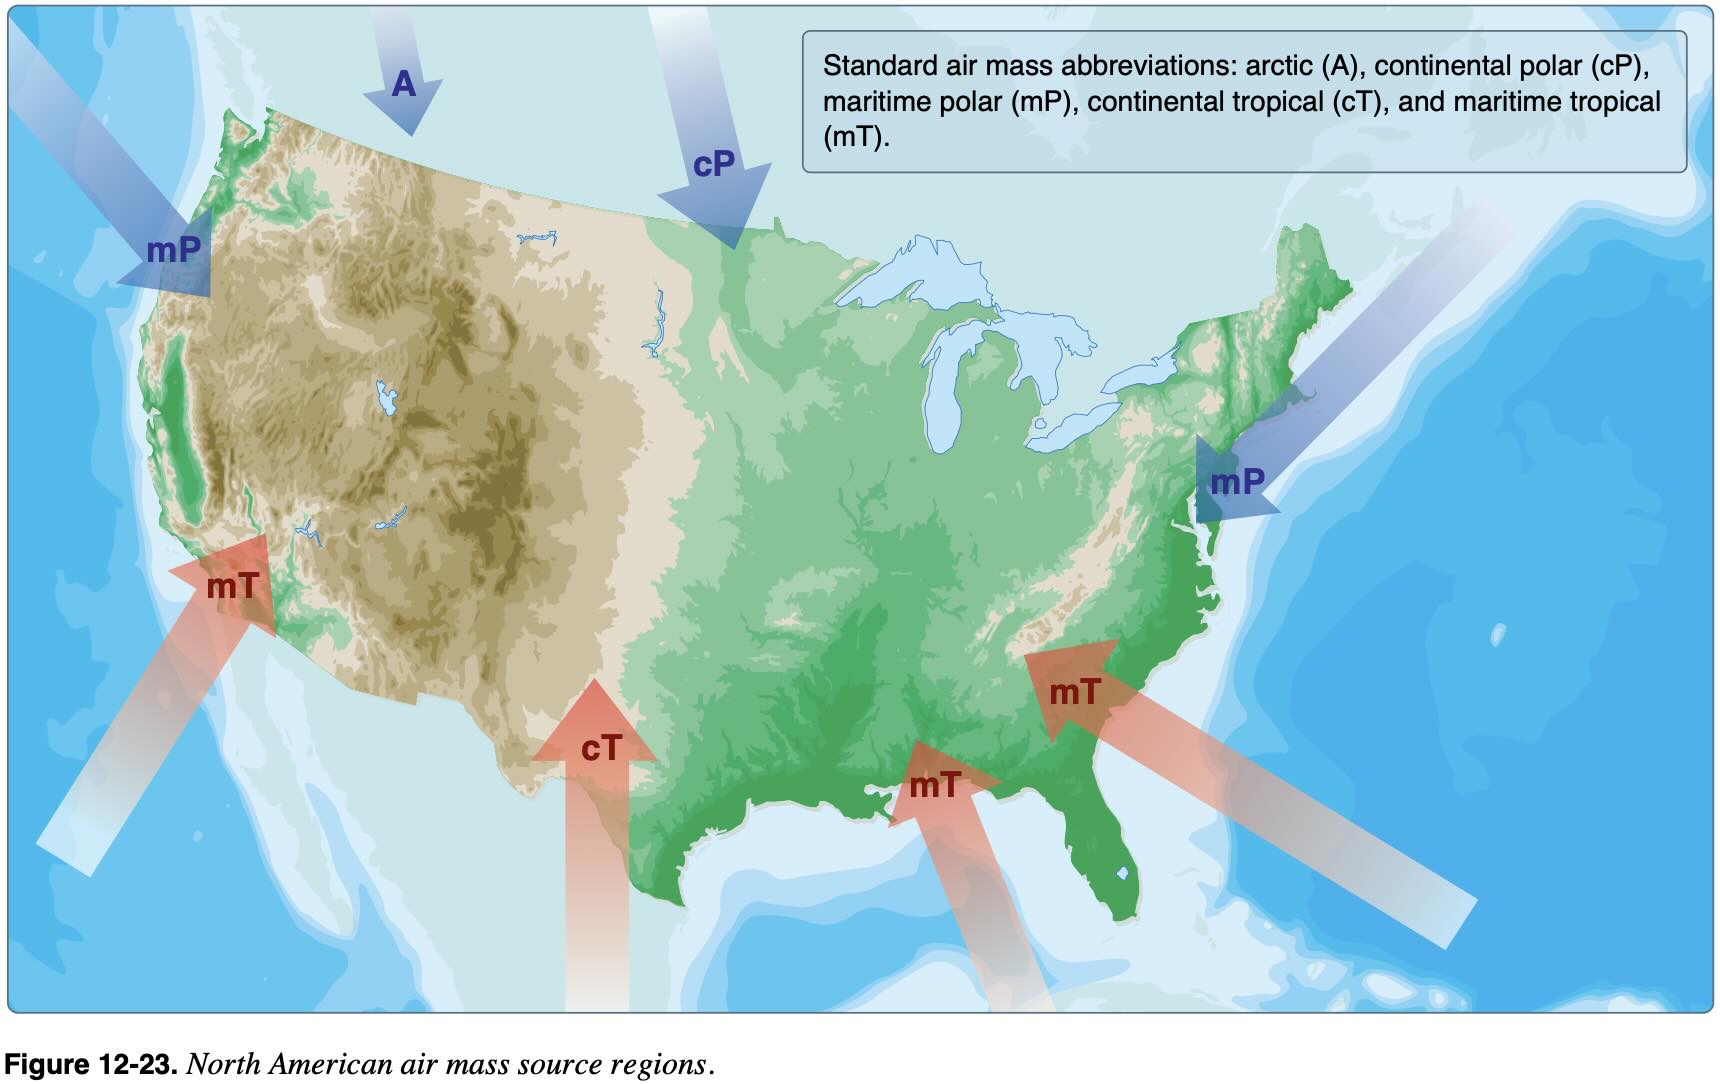 Standard air mass abbreviations: arctic (A), continental polar (cP),
maritime polar (mP), continental tropical (cT), and maritime tropical
(mT).
A
cP
mP
mP
mT
mT
cT
mT
Figure 12-23. North American air mass source regions.